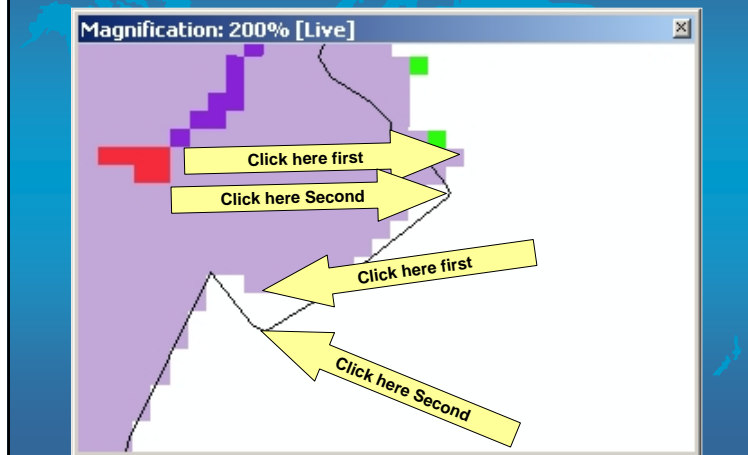 Magnification: 200% [Live]
Click here first
Click here Second
Click here first
Click here Second